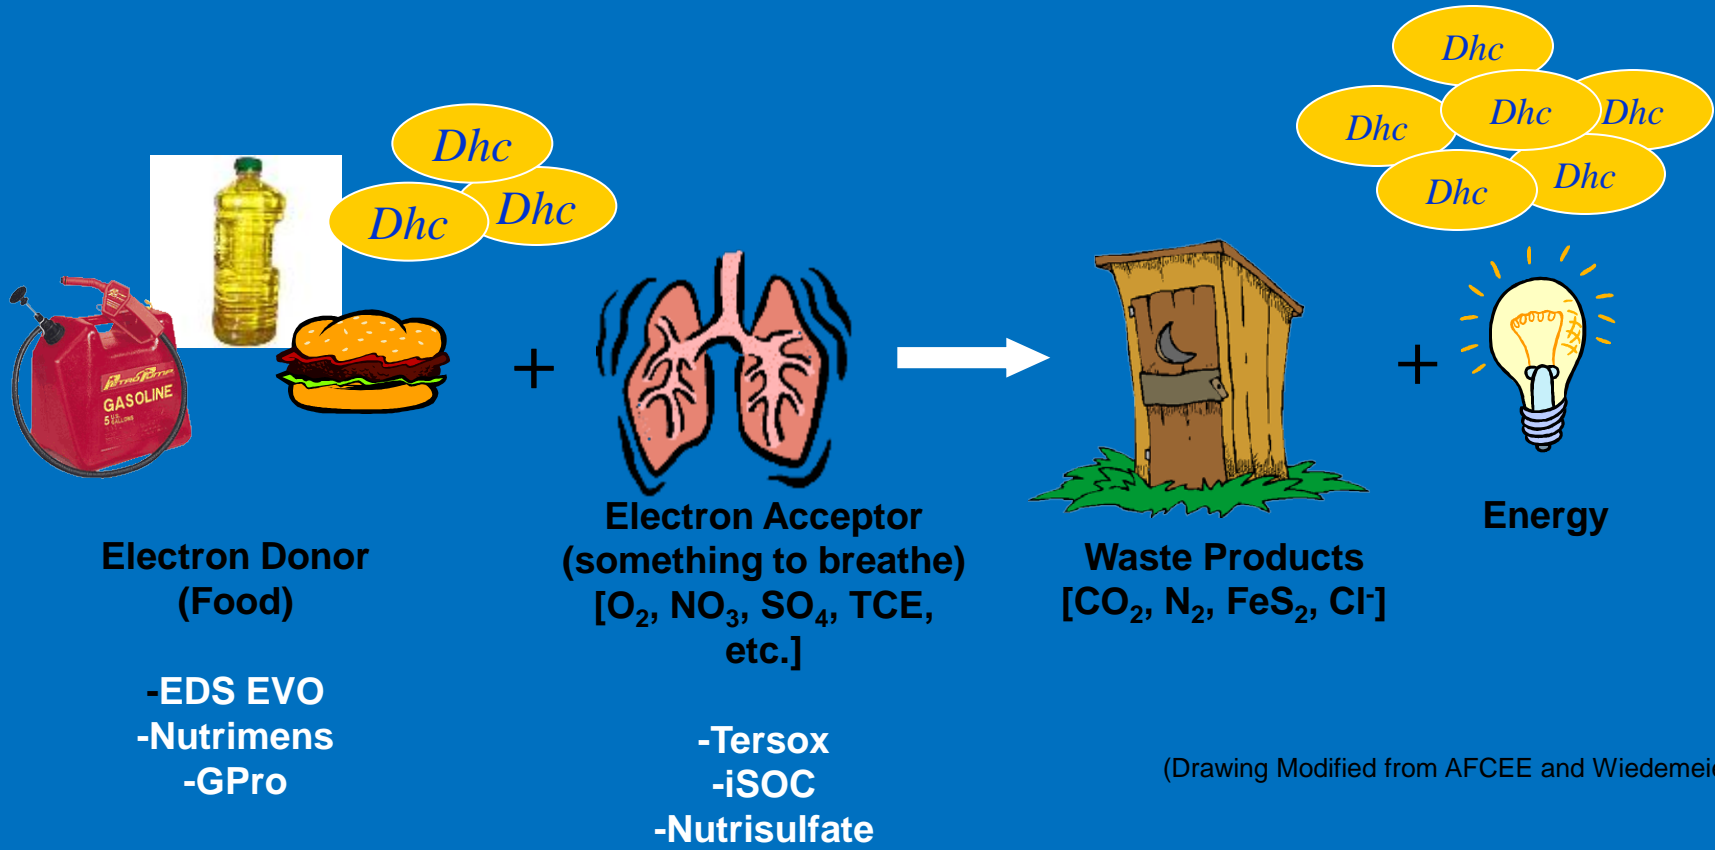 Dhc
Dhc
Dhc
Dhc
Dhc
Dhc
Dhc
Dhc
Dhc
GASOLINE
5 U.S. GALLONS
+
+
Electron Donor
(Food)
-EDS EVO
-Nutrimens
-GPro
Electron Acceptor
(something to breathe)
[O₂, NO₃, SO₄, TCE,
etc.]
-Tersox
-iSOC
-Nutrisulfate
Waste Products
[CO₂, N₂, FeS₂, Cl⁻]
Energy
(Drawing Modified from AFCEE and